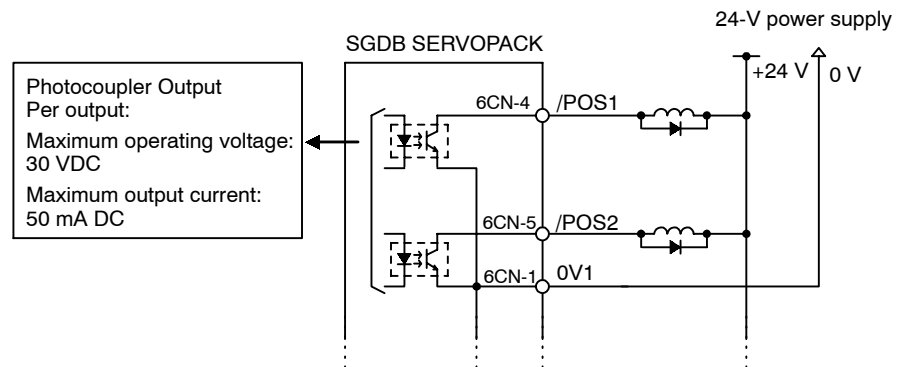 24-V power supply
SGDB SERVOPACK
+24 V
0 V
Photocoupler Output
Per output:
Maximum operating voltage:
30 VDC
Maximum output current:
50 mA DC
6CN-4
/POS1
6CN-5
/POS2
6CN-1
0V1